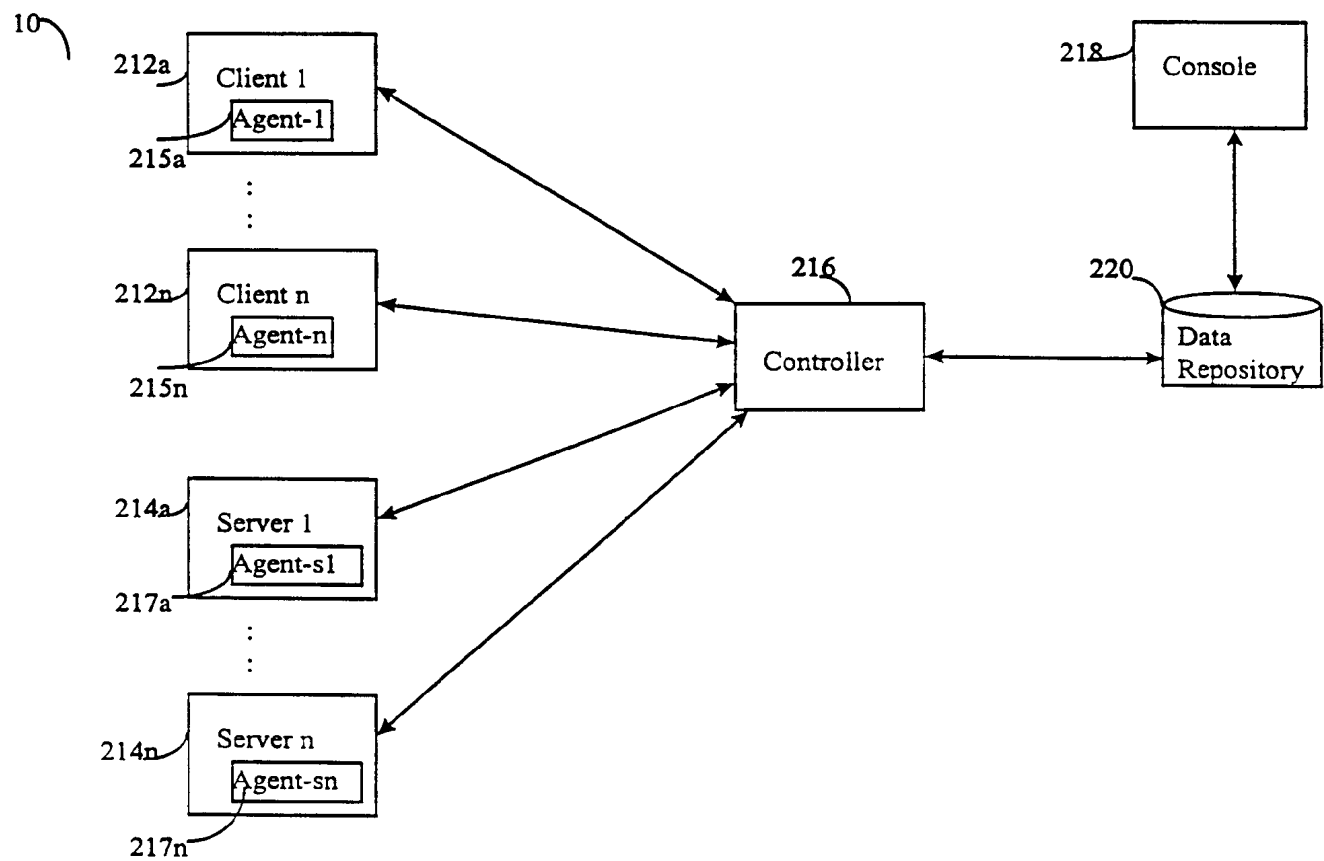 10
212a
Client 1
Agent-1
215a
:
:
212n
Client n
Agent-n
215n
214a
Server 1
Agent-s1
217a
:
:
214n
Server n
Agent-sn
217n
216
Controller
218
Console
220
Data
Repository